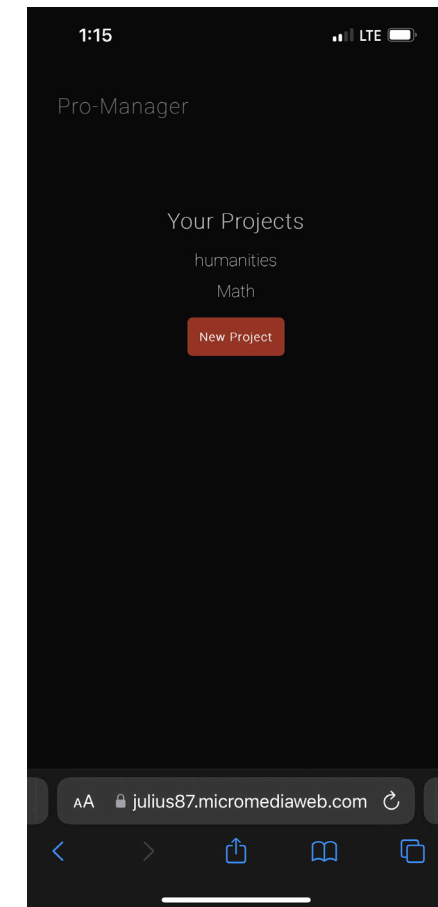 1:15 LTE
Pro-Manager
Your Projects
humanities
Math
New Project
AA julius87.micromediaweb.com